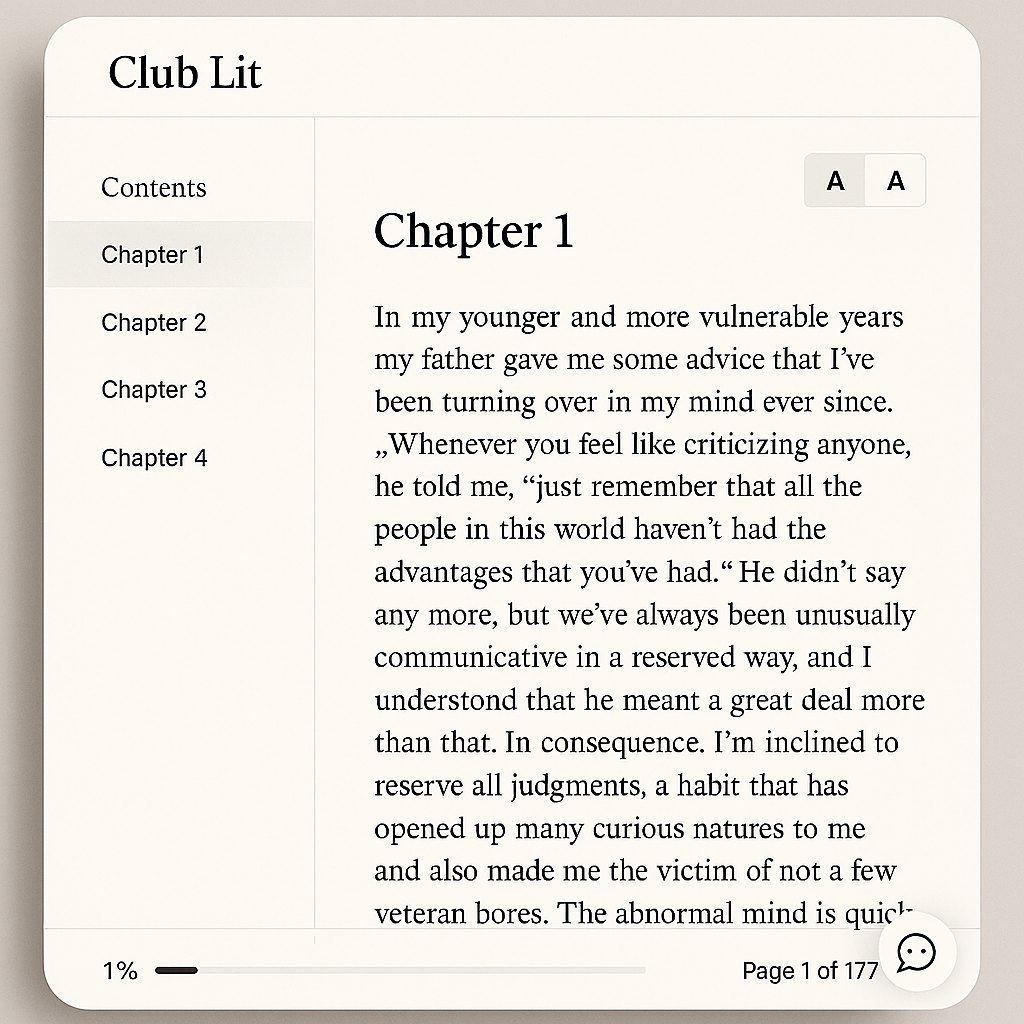 Club Lit
Contents
Chapter 1
Chapter 2
Chapter 3
Chapter 4
A A
Chapter 1
In my younger and more vulnerable years
my father gave me some advice that I’ve
been turning over in my mind ever since.
„Whenever you feel like criticizing anyone,
he told me, “just remember that all the
people in this world haven’t had the
advantages that you’ve had.“ He didn’t say
any more, but we’ve always been unusually
communicative in a reserved way, and I
understood that he meant a great deal more
than that. In consequence. I’m inclined to
reserve all judgments, a habit that has
opened up many curious natures to me
and also made me the victim of not a few
veteran bores. The abnormal mind is quick
1%
Page 1 of 177